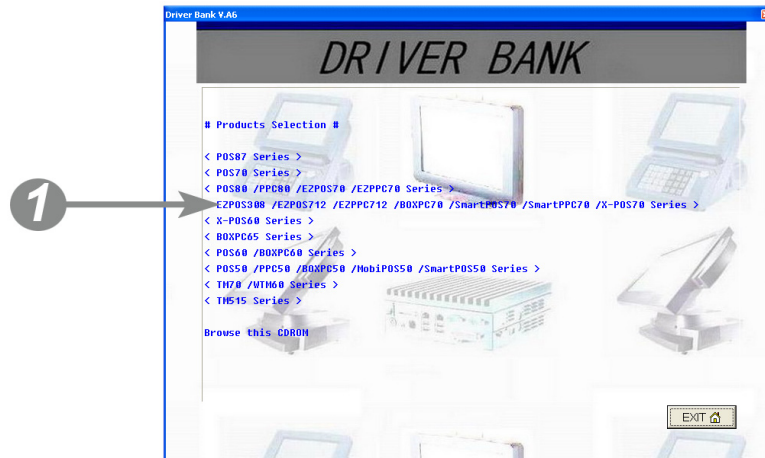 Driver Bank V.A6
DRIVER BANK
# Products Selection #
< POS87 Series >
< POS70 Series >
< POS80 /PPC80 /EZPOS70 /EZPPC70 Series >
1
EZPOS308 /EZPOS712 /EZPPC712 /BOXPC70 /SmartPOS70 /SmartPPC70 /X-POS70 Series >
< X-POS60 Series >
< BOXPC65 Series >
< POS60 /BOXPC60 Series >
< POS50 /PPC50 /BOXPC50 /MobiPOS50 /SmartPOS50 Series >
< TM70 /WTM60 Series >
< TM515 Series >
Browse this CDROM
EXIT